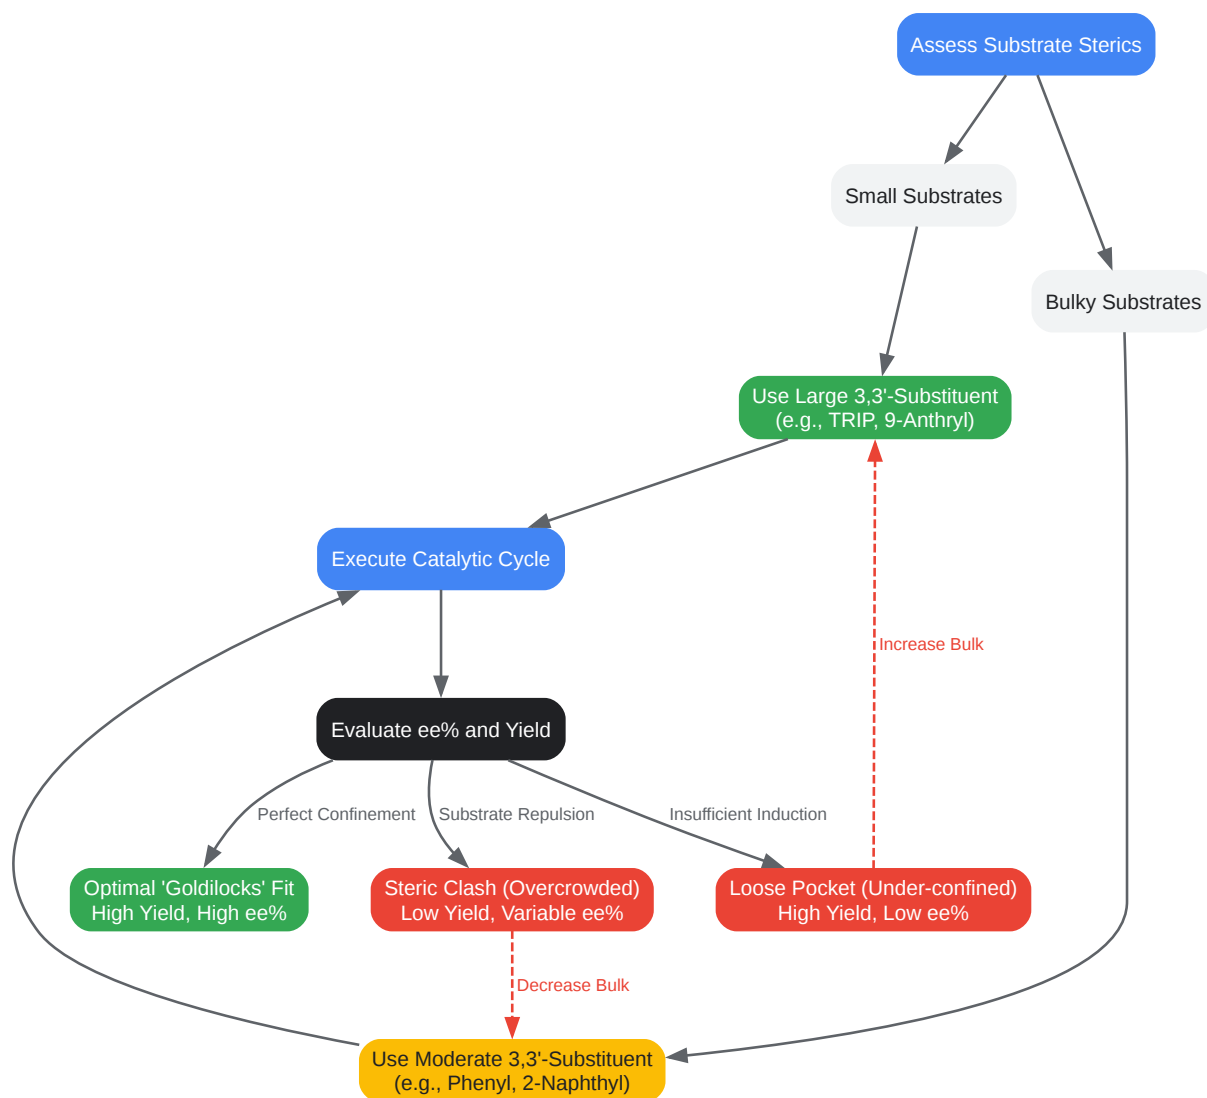 Assess Substrate Sterics
Small Substrates
Bulky Substrates
Use Large 3,3'-Substituent
(e.g., TRIP, 9-Anthryl)
Execute Catalytic Cycle
Increase Bulk
Evaluate ee% and Yield
Perfect Confinement
Substrate Repulsion
Insufficient Induction
Optimal 'Goldilocks' Fit
High Yield, High ee%
Steric Clash (Overcrowded)
Low Yield, Variable ee%
Loose Pocket (Under-confined)
High Yield, Low ee%
Decrease Bulk
Use Moderate 3,3'-Substituent
(e.g., Phenyl, 2-Naphthyl)